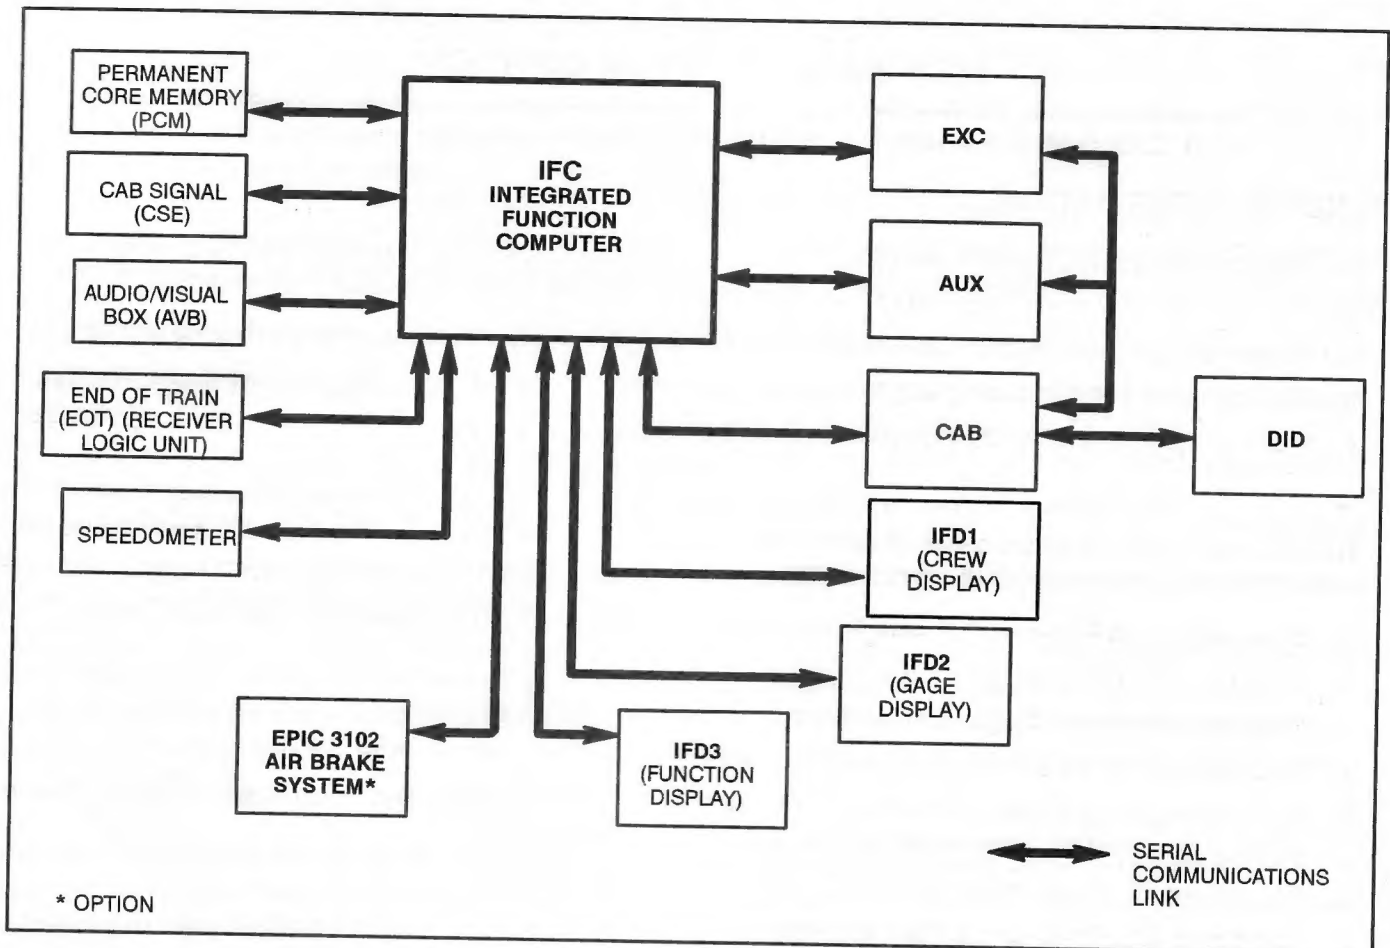 PERMANENT
CORE MEMORY
(PCM)
CAB SIGNAL
(CSE)
AUDIO/VISUAL
BOX (AVB)
END OF TRAIN
(EOT) (RECEIVER
LOGIC UNIT)
SPEEDOMETER
IFC
INTEGRATED
FUNCTION
COMPUTER
EXC
AUX
CAB
DID
IFD1
(CREW
DISPLAY)
IFD2
(GAGE
DISPLAY)
IFD3
(FUNCTION
DISPLAY)
EPIC 3102
AIR BRAKE
SYSTEM*
SERIAL
COMMUNICATIONS
LINK
* OPTION